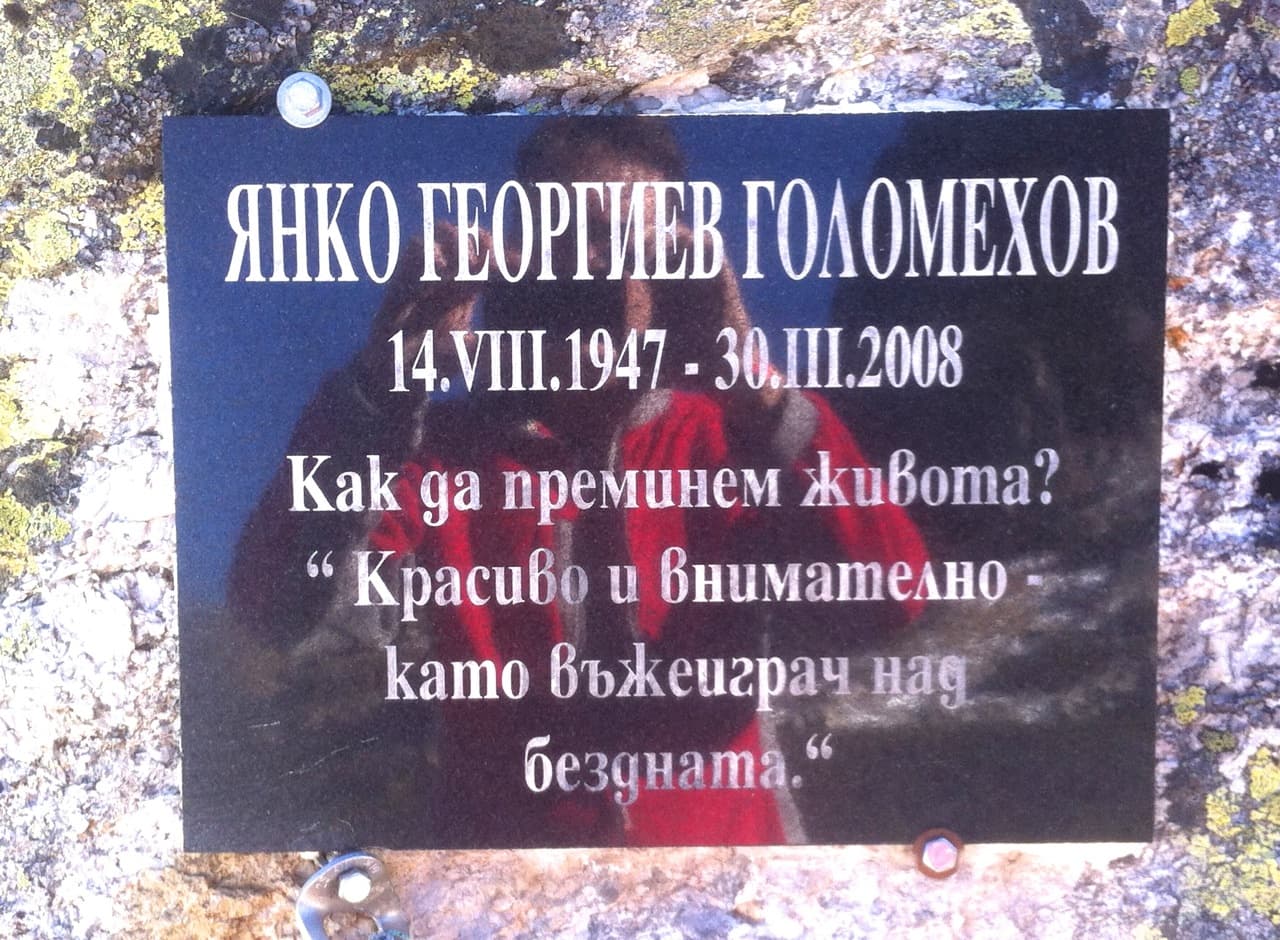 ЯНКО ГЕОРГИЕВ ГОЛОМЕХОВ
14.VIII.1947 - 30.III.2008
Как да преминем живота?
“ Красиво и внимателно -
като въжеиграч над
бездната.“